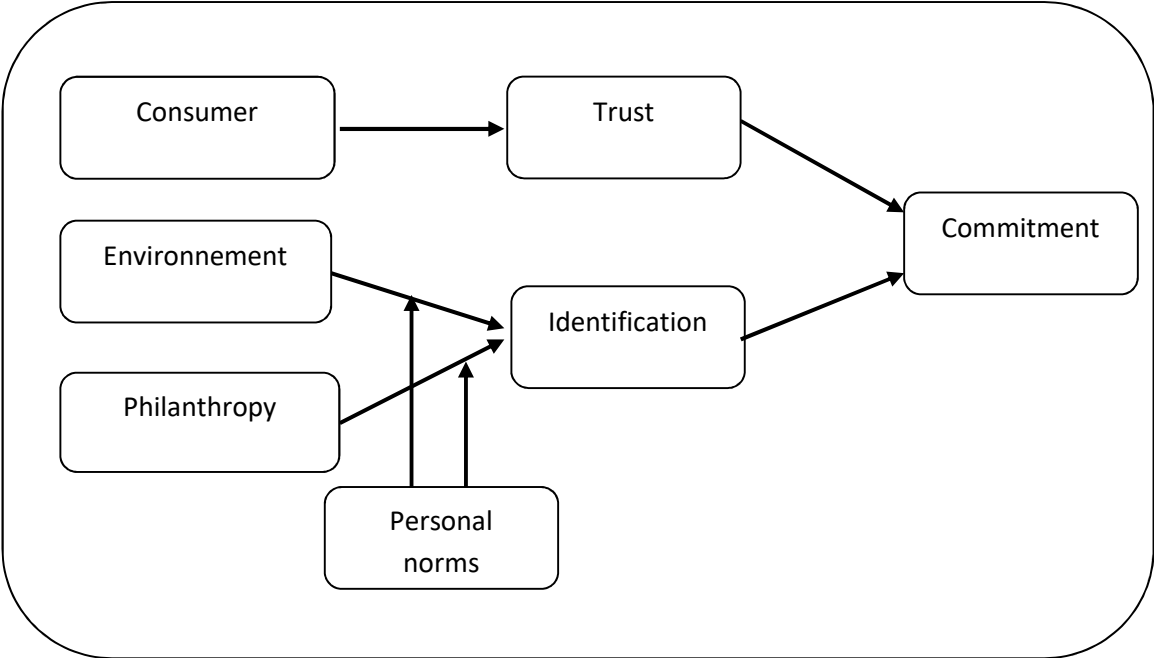 Consumer
Trust
Commitment
Environnement
Identification
Philanthropy
Personal
norms